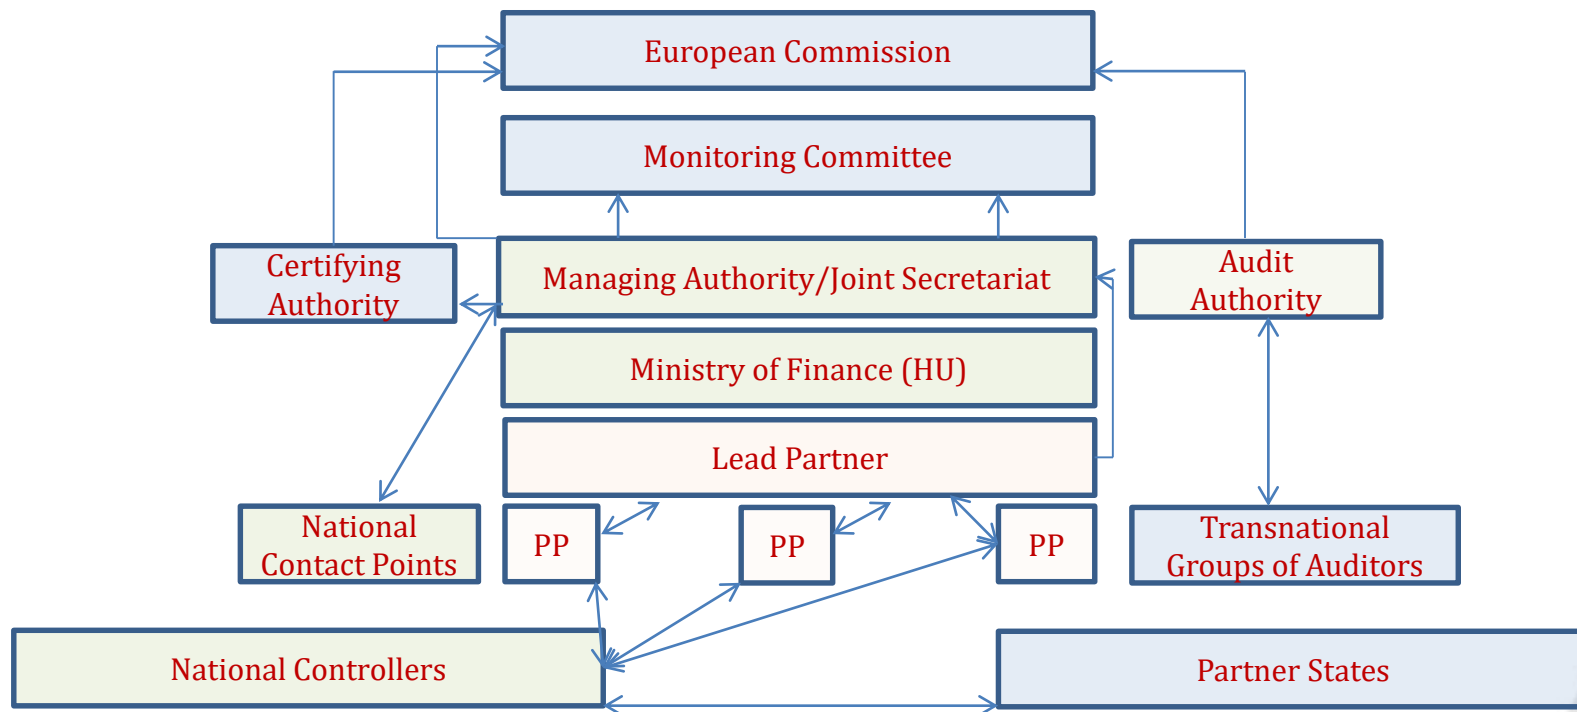 European Commission
Monitoring Committee
Certifying
Authority
Managing Authority/Joint Secretariat
Audit
Authority
Ministry of Finance (HU)
Lead Partner
National
Contact Points
PP
PP
PP
Transnational
Groups of Auditors
National Controllers
Partner States